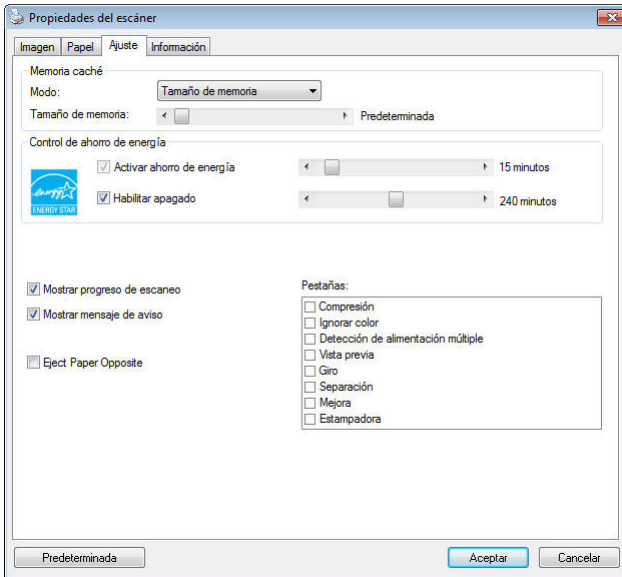 Propiedades del escáner
Imagen Papel Ajuste Información
Memoria caché
Modo: Tamaño de memoria
Tamaño de memoria: Predeterminada
Control de ahorro de energía
Activar ahorro de energía 15 minutos
energy
ENERGY STAR
Habilitar apagado 240 minutos
Mostrar progreso de escaneo
Mostrar mensaje de aviso
Eject Paper Opposite
Pestañas:
Compresión
Ignorar color
Detección de alimentación múltiple
Vista previa
Giro
Separación
Mejora
Estampadora
Predeterminada Aceptar Cancelar